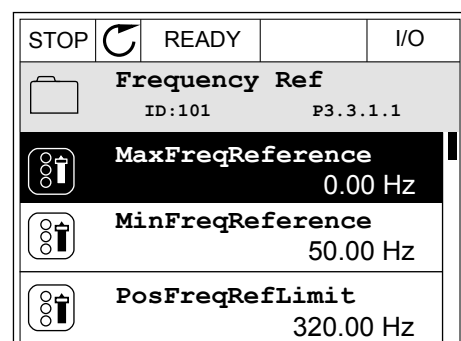 STOP READY I/O
Frequency Ref
ID:101 P3.3.1.1
MaxFreqReference
0.00 Hz
MinFreqReference
50.00 Hz
PosFreqRefLimit
320.00 Hz